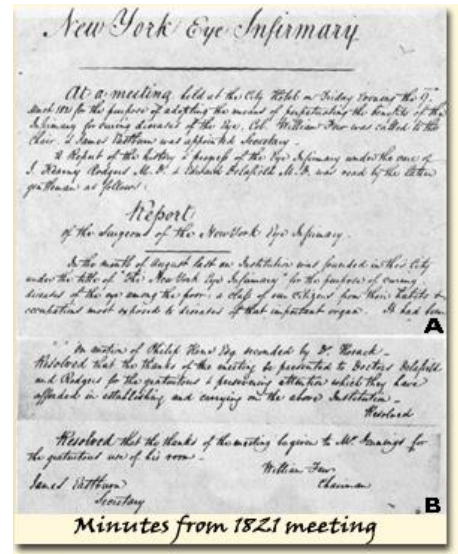 New York Eye Infirmary
At a meeting held at the City Hotel on Friday Evening the 9th
March 1821 for the purpose of adopting the means of perpetuating the benefits of the
Infirmary for curing diseases of the Eye, Col. William Few was called to the
Chair, & James Eastburn was appointed Secretary.
A Report of the history & progress of the Eye Infirmary under the care of
J. Kearny Rodgers M.D. & Edward Delafield M.D. was read by the latter
gentleman as follows:
Report
of the Surgeons of the New York Eye Infirmary.
In the month of August last an Institution was founded in this City
under the title of "The New York Eye Infirmary" for the purpose of curing
diseases of the eye among the poor: a class of our Citizens from their habits &
occupations most exposed to diseases of that important organ. It had been
A
On motion of Philip Hone Esq. seconded by Dr. Hosack
Resolved that the thanks of the meeting be presented to Doctors Delafield
and Rodgers for the gratuitous & persevering attention which they have
afforded in establishing and carrying on the above Institution.
Resolved
Resolved that the thanks of the meeting be given to Mr. Jennings for
the gratuitous use of his room.
William Few
Chairman
James Eastburn
Secretary
B
Minutes from 1821 meeting